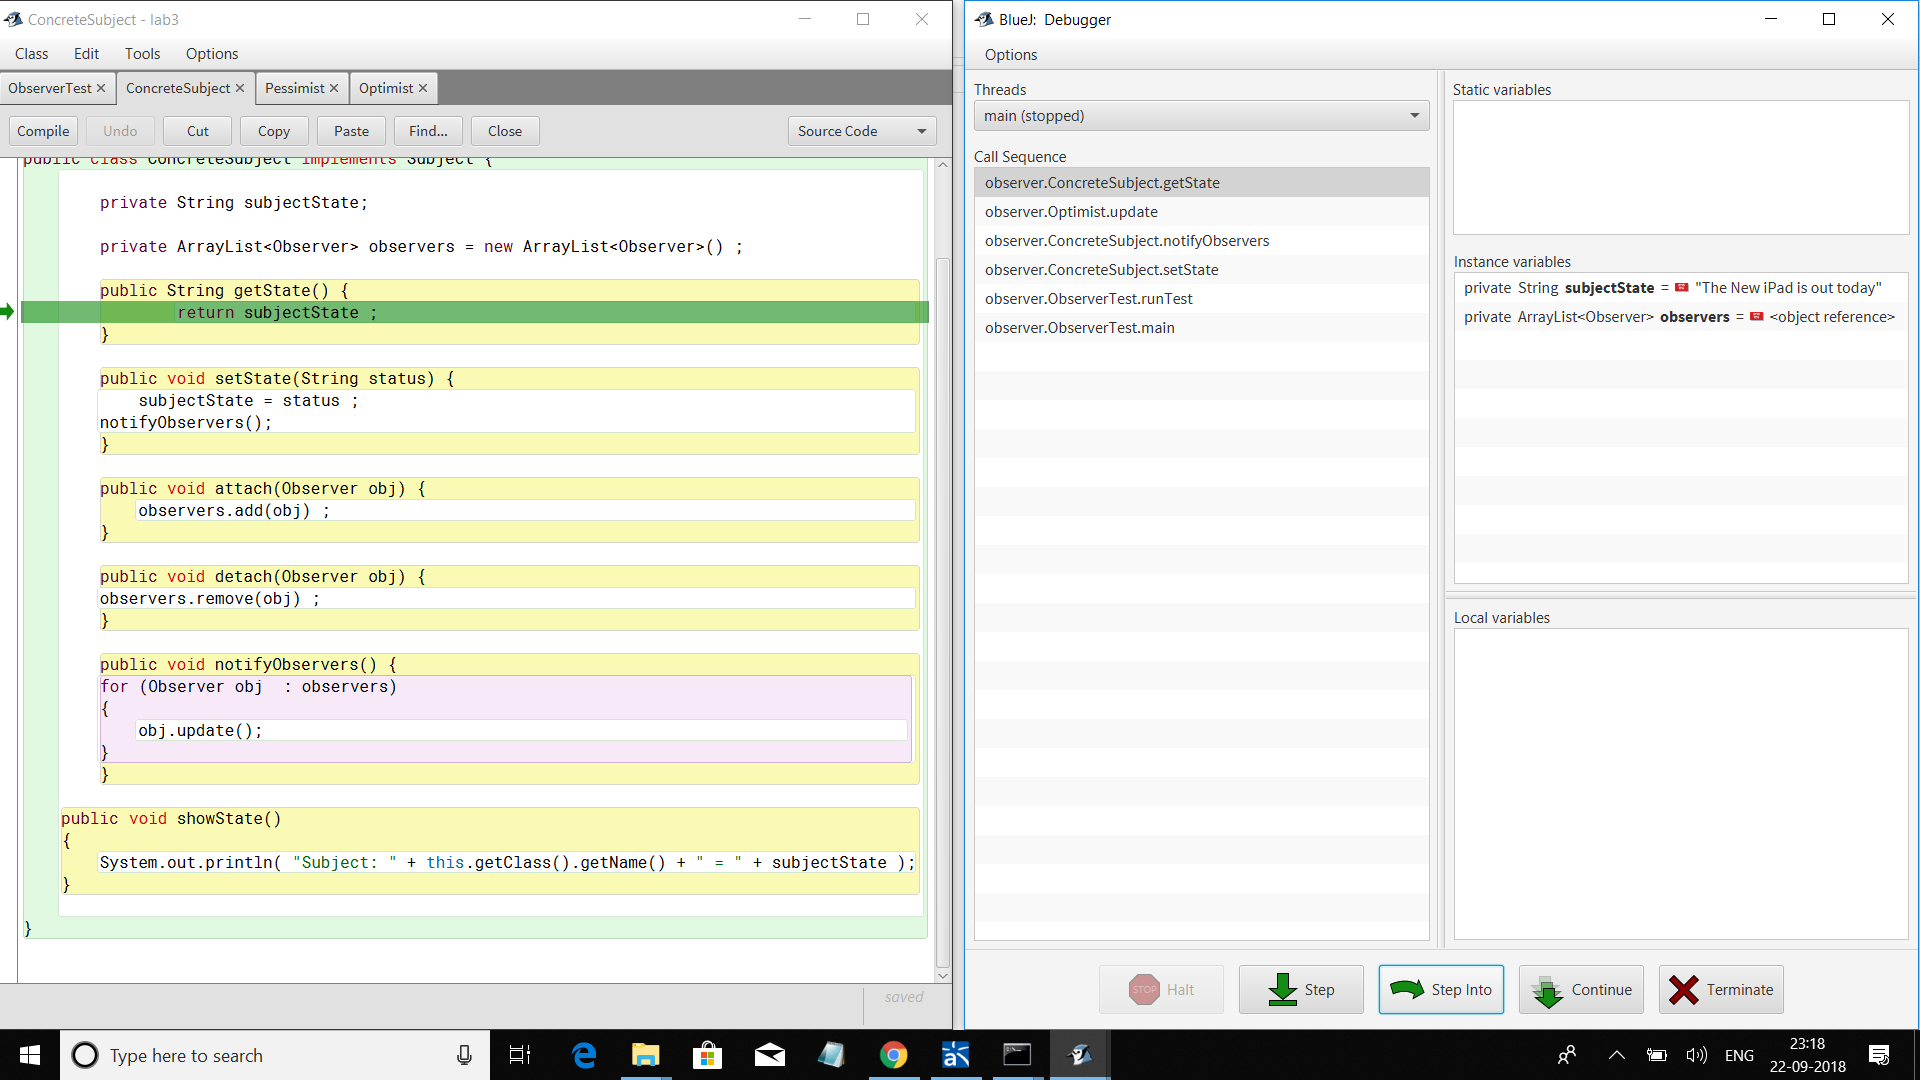 ConcreteSubject - lab3
Class Edit Tools Options
ObserverTest × ConcreteSubject × Pessimist × Optimist ×
Compile Undo Cut Copy Paste Find... Close Source Code
public class ConcreteSubject implements Subject {
private String subjectState;
private ArrayList<Observer> observers = new ArrayList<Observer>() ;
public String getState() {
return subjectState ;
}
public void setState(String status) {
subjectState = status ;
notifyObservers();
}
public void attach(Observer obj) {
observers.add(obj) ;
}
public void detach(Observer obj) {
observers.remove(obj) ;
}
public void notifyObservers() {
for (Observer obj  : observers)
{
obj.update();
}
}
public void showState()
{
System.out.println( "Subject: " + this.getClass().getName() + " = " + subjectState );
}
}
saved
BlueJ: Debugger
Options
Threads
main (stopped)
Call Sequence
observer.ConcreteSubject.getState
observer.Optimist.update
observer.ConcreteSubject.notifyObservers
observer.ConcreteSubject.setState
observer.ObserverTest.runTest
observer.ObserverTest.main
Static variables
Instance variables
private String subjectState = "The New iPad is out today"
private ArrayList<Observer> observers = <object reference>
Local variables
STOP Halt Step Step Into Continue Terminate
Type here to search
ENG
23:18
22-09-2018